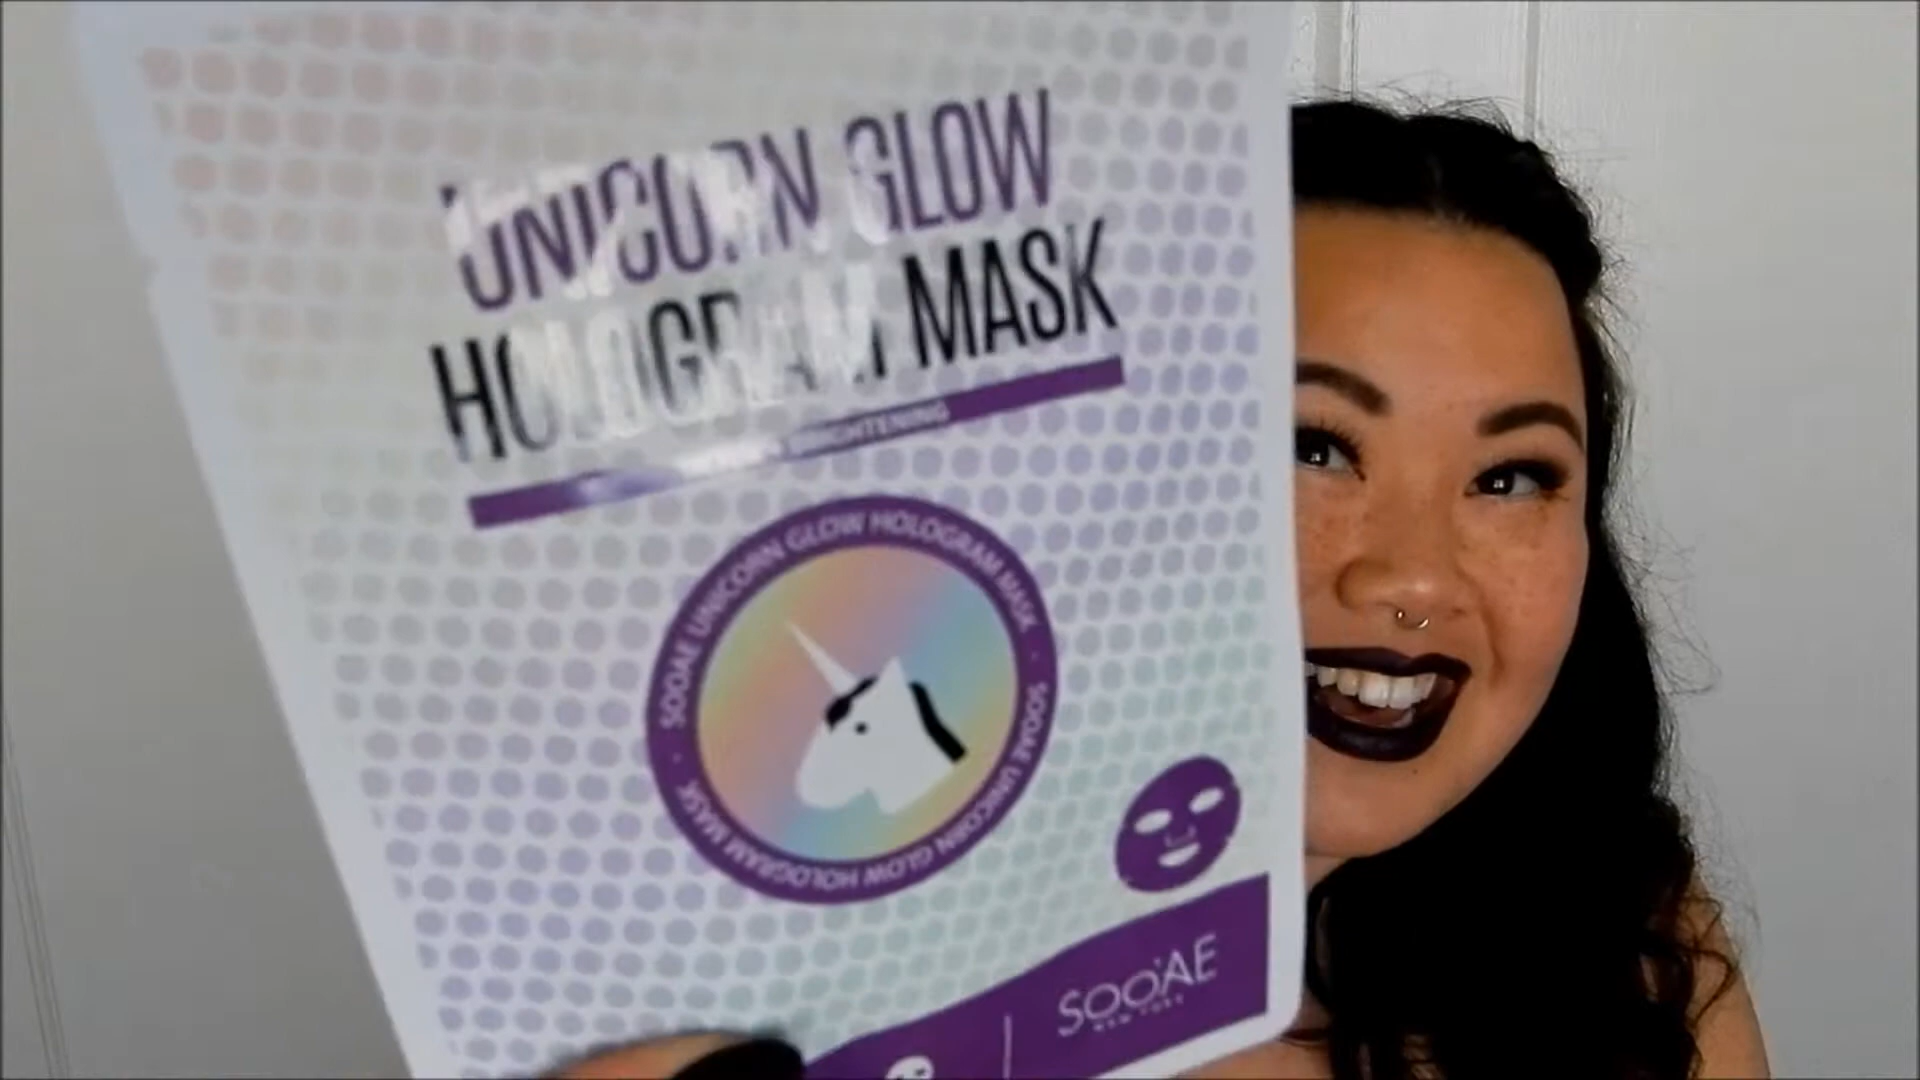 UNICORN GLOW
HOLOGRAM MASK
BRIGHTENING
SOOAE UNICORN GLOW HOLOGRAM MASK · SOOAE UNICORN GLOW HOLOGRAM MASK ·
SOO'AE
NEW YORK